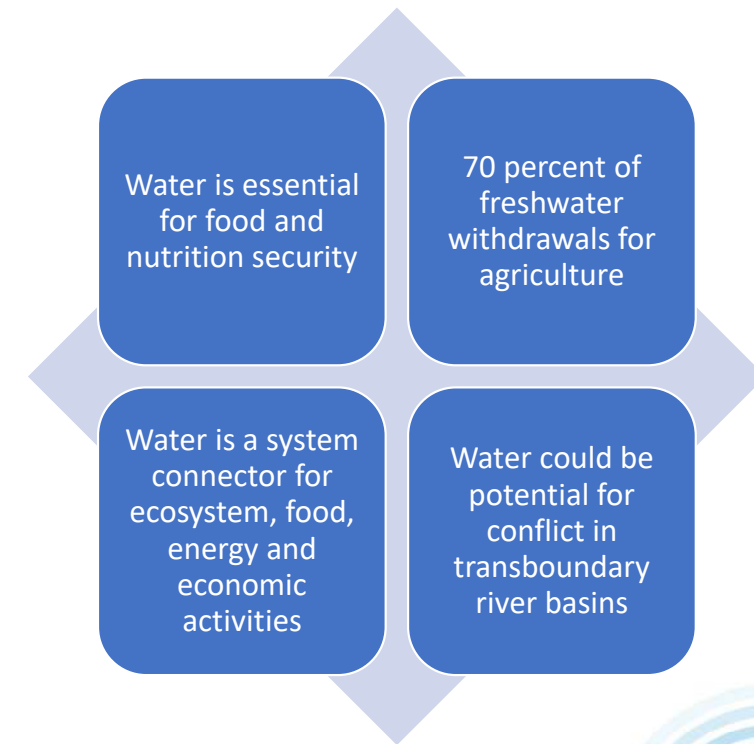 Water is essential
for food and
nutrition security
70 percent of
freshwater
withdrawals for
agriculture
Water is a system
connector for
ecosystem, food,
energy and
economic
activities
Water could be
potential for
conflict in
transboundary
river basins